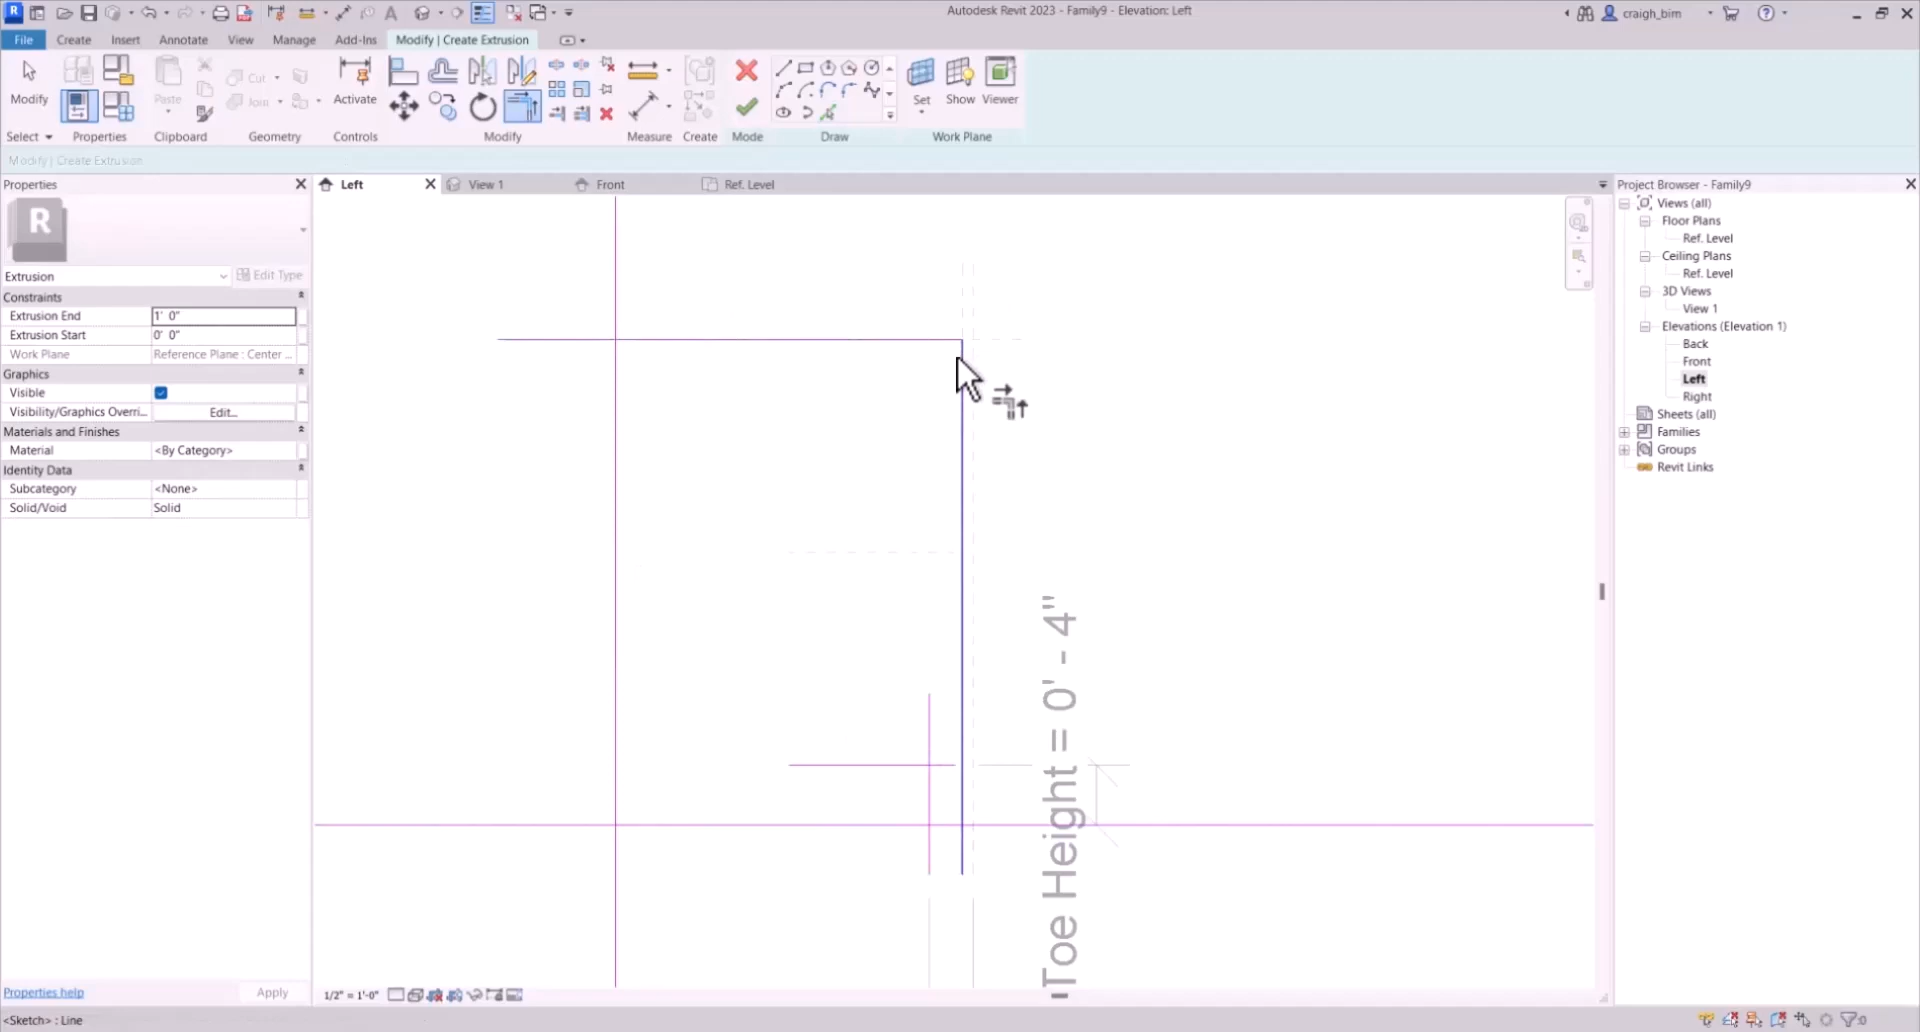 Autodesk Revit 2023 - Family9 - Elevation: Left
craigh_bim
File Create Insert Annotate View Manage Add-Ins Modify | Create Extrusion
Modify
Paste
Cut
Join
Activate
Set Show Viewer
Select Properties Clipboard Geometry Controls Modify Measure Create Mode Draw Work Plane
Modify | Create Extrusion
Properties
Left View 1 Front Ref. Level
Project Browser - Family9
R
Extrusion
Edit Type
Constraints
Extrusion End 1' 0"
Extrusion Start 0' 0"
Work Plane Reference Plane : Center ...
Graphics
Visible
Visibility/Graphics Overri... Edit...
Materials and Finishes
Material <By Category>
Identity Data
Subcategory <None>
Solid/Void Solid
Properties help
Apply
Toe Height = 0' - 4"
Views (all)
Floor Plans
Ref. Level
Ceiling Plans
Ref. Level
3D Views
View 1
Elevations (Elevation 1)
Back
Front
Left
Right
Sheets (all)
Families
Groups
Revit Links
1/2" = 1'-0"
<Sketch> : Line
:0